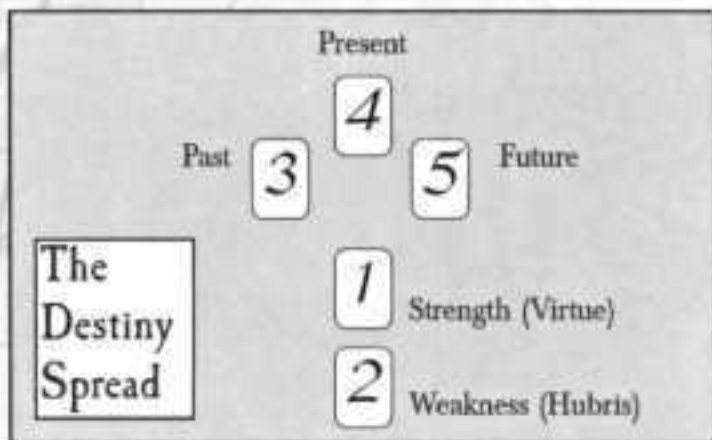 Present
4
Past 3 5 Future
1 Strength (Virtue)
2 Weakness (Hubris)
The
Destiny
Spread